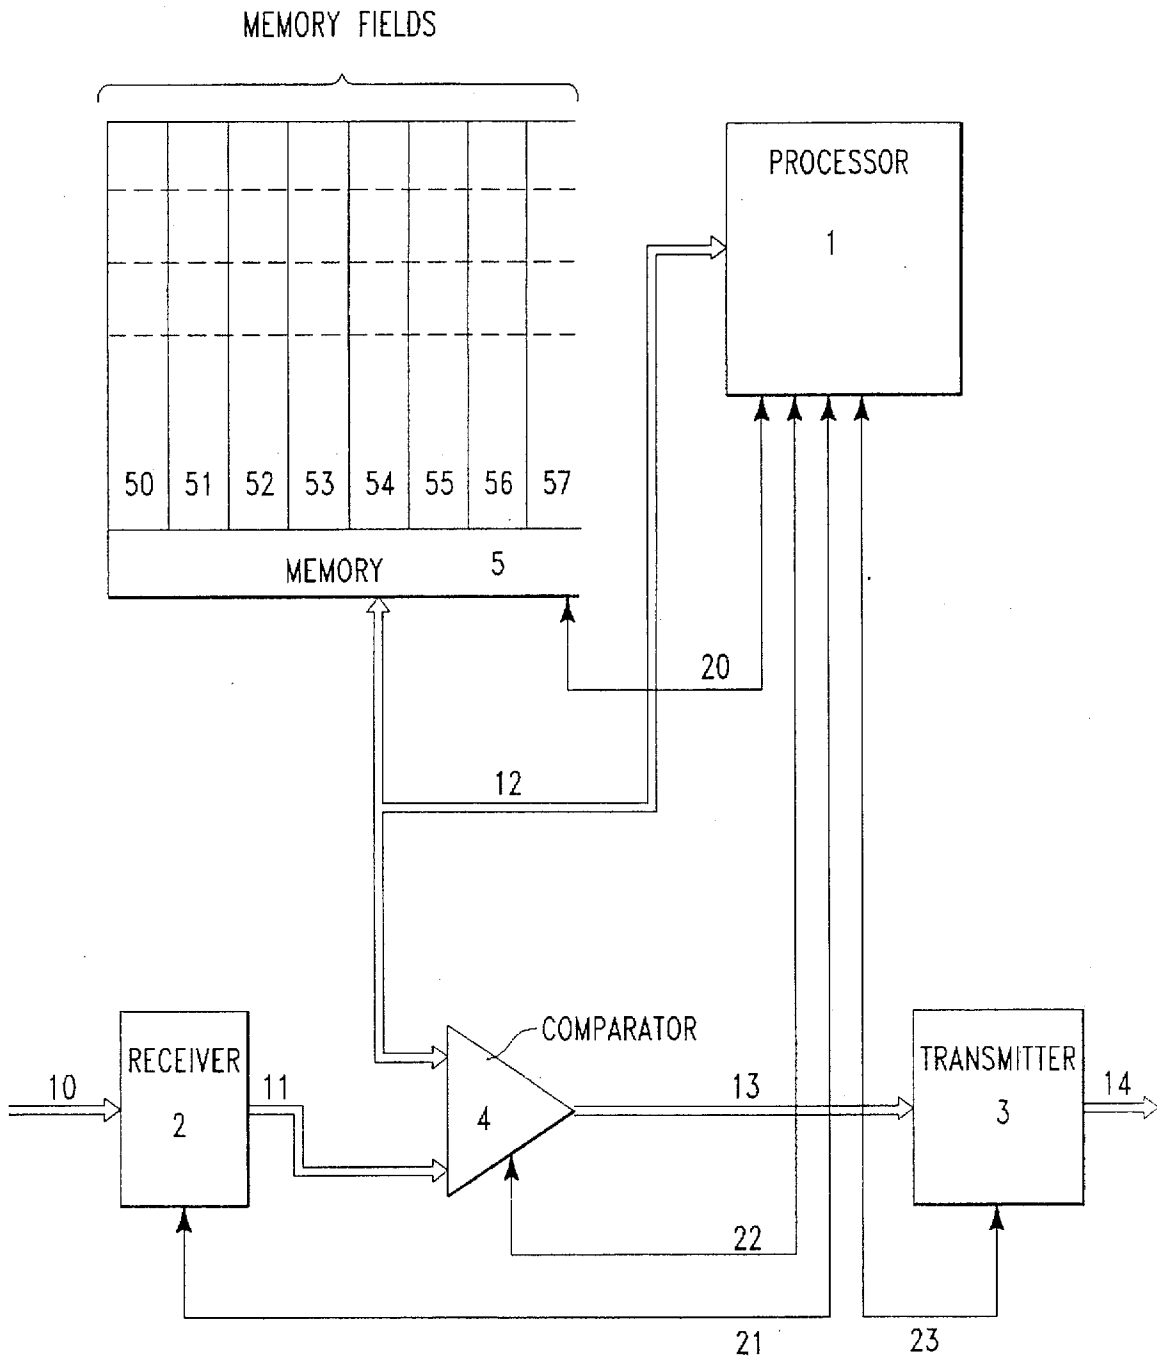 MEMORY FIELDS
PROCESSOR
1
50 51 52 53 54 55 56 57
MEMORY 5
20
12
COMPARATOR
RECEIVER
2
10
11
4
13
TRANSMITTER
3
14
22
21
23